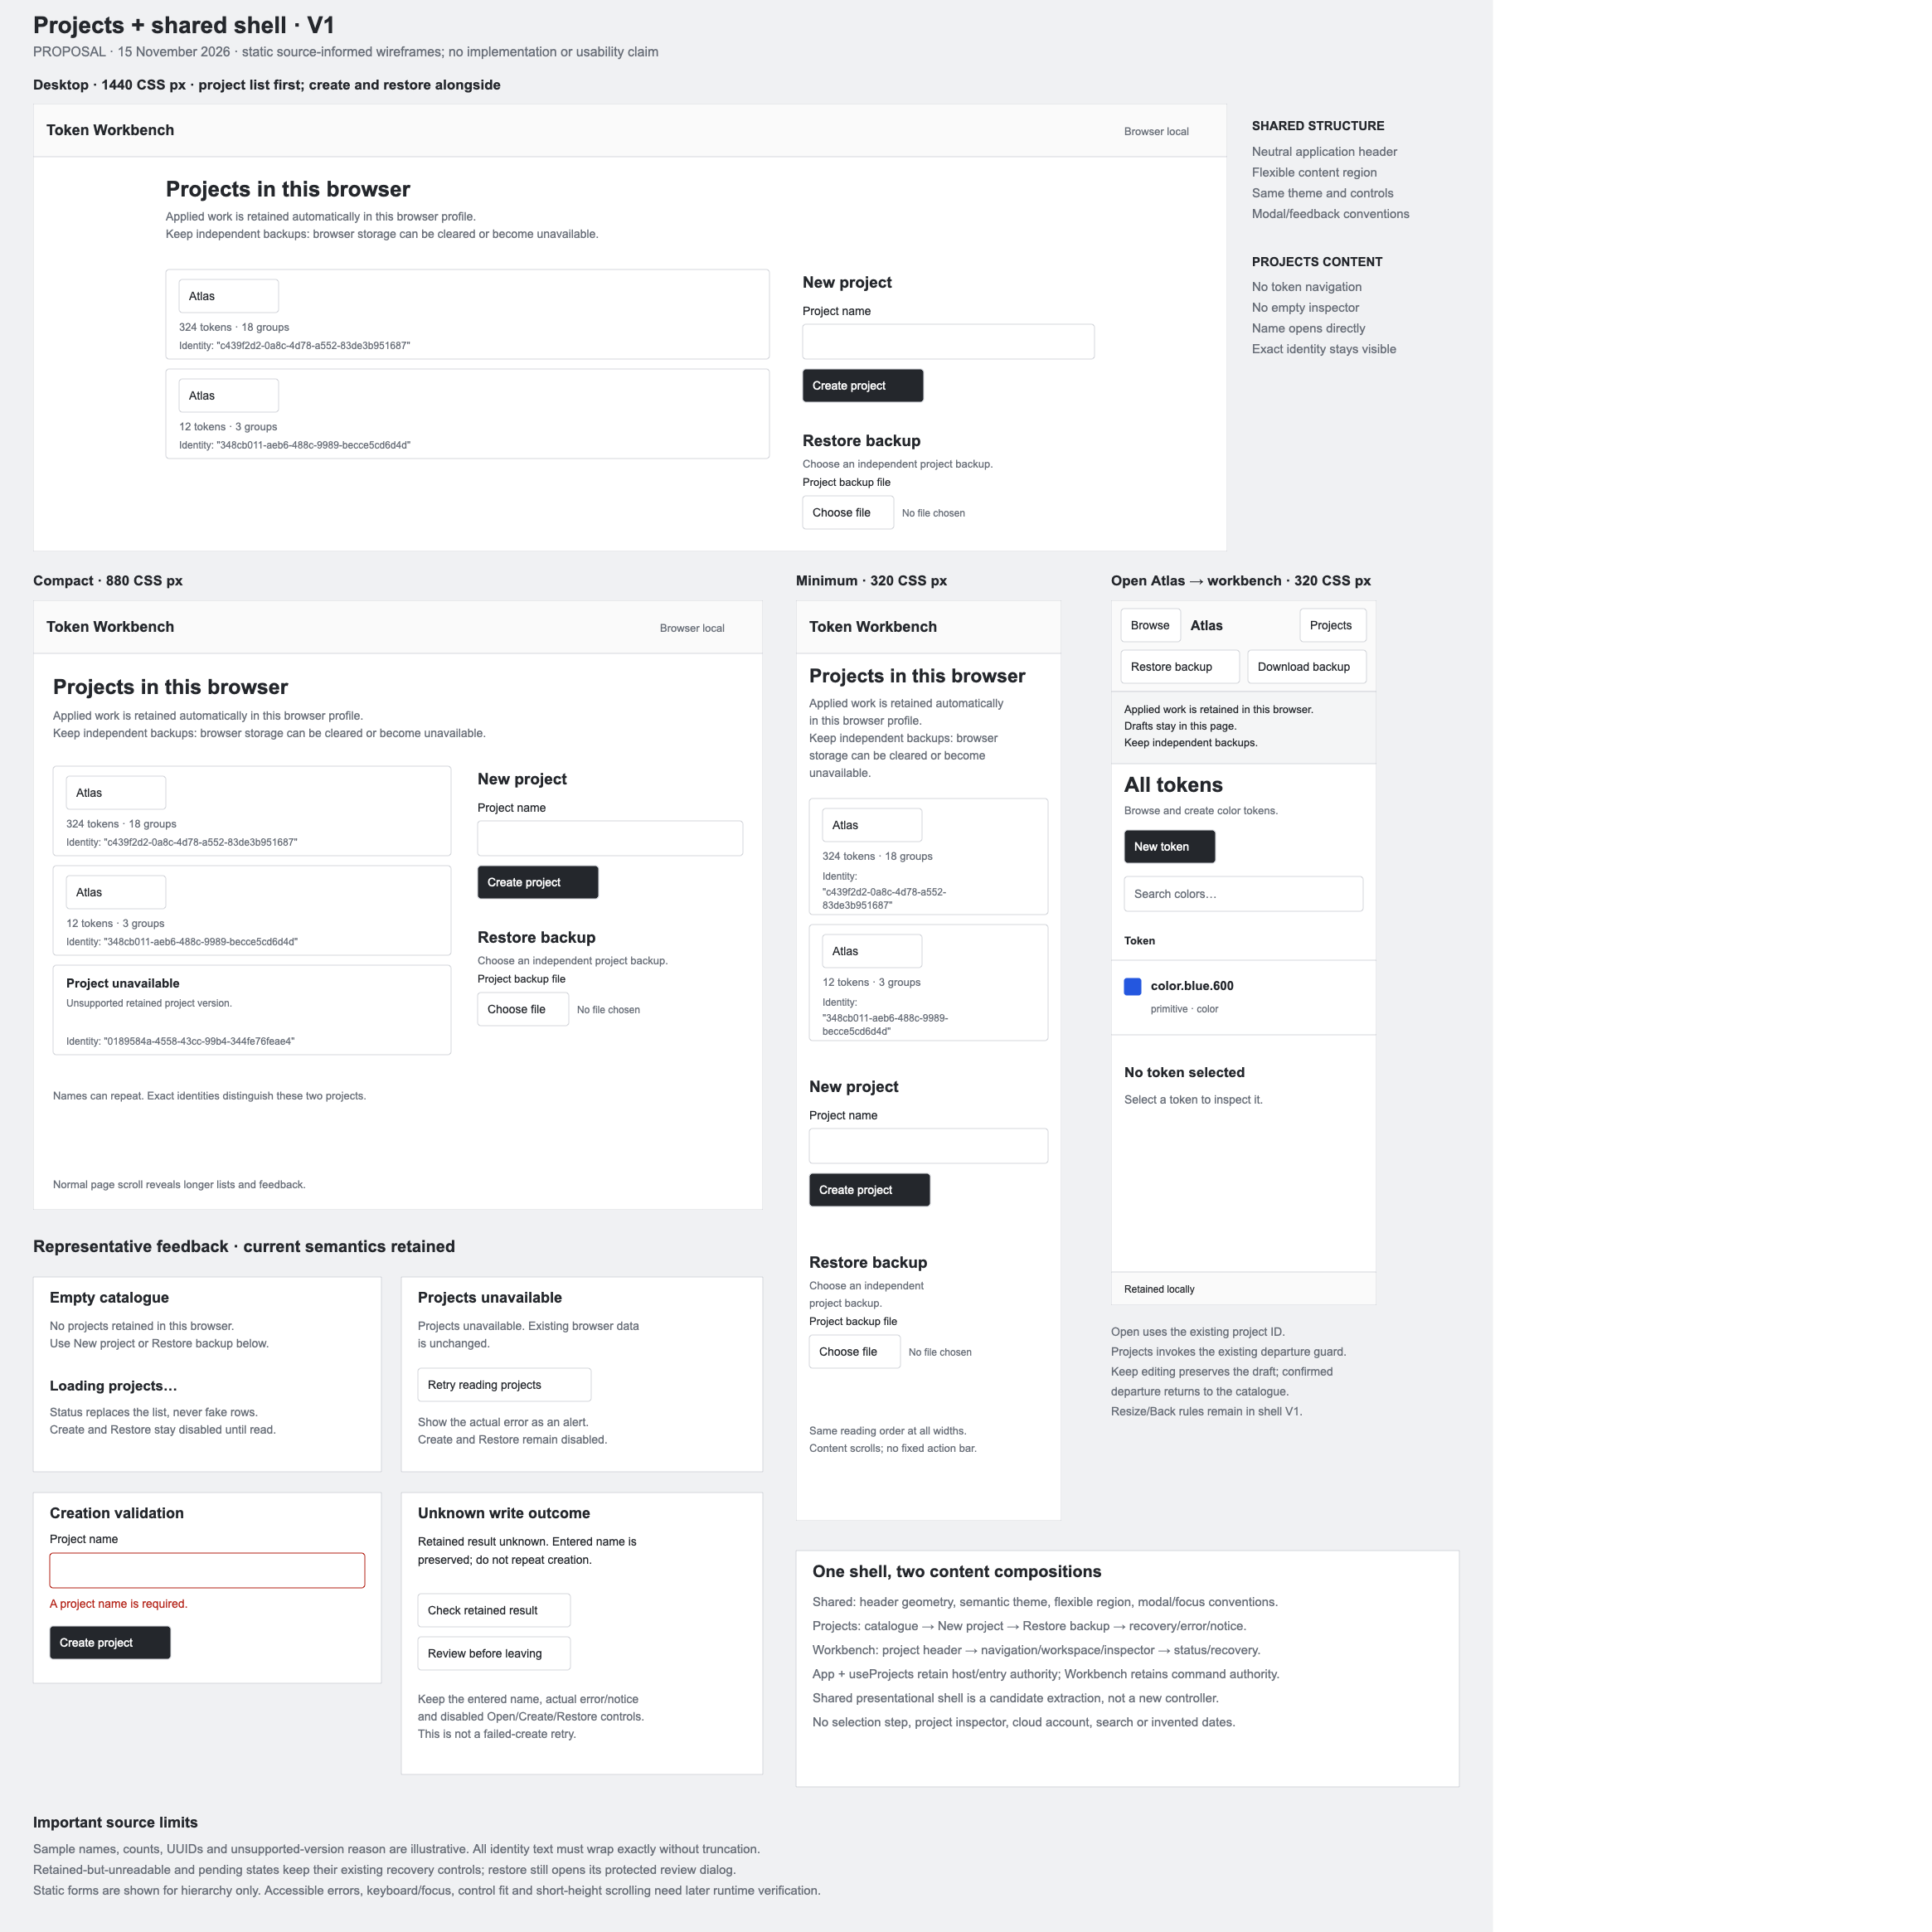 Projects + shared shell · V1
PROPOSAL · 15 November 2026 · static source-informed wireframes; no implementation or usability claim
Desktop · 1440 CSS px · project list first; create and restore alongside
Token Workbench
Browser local
Projects in this browser
Applied work is retained automatically in this browser profile.
Keep independent backups: browser storage can be cleared or become unavailable.
Atlas
324 tokens · 18 groups
Identity: "c439f2d2-0a8c-4d78-a552-83de3b951687"
Atlas
12 tokens · 3 groups
Identity: "348cb011-aeb6-488c-9989-becce5cd6d4d"
New project
Project name
Create project
Restore backup
Choose an independent project backup.
Project backup file
Choose file
No file chosen
SHARED STRUCTURE
Neutral application header
Flexible content region
Same theme and controls
Modal/feedback conventions
PROJECTS CONTENT
No token navigation
No empty inspector
Name opens directly
Exact identity stays visible
Compact · 880 CSS px
Token Workbench
Browser local
Projects in this browser
Applied work is retained automatically in this browser profile.
Keep independent backups: browser storage can be cleared or become unavailable.
Atlas
324 tokens · 18 groups
Identity: "c439f2d2-0a8c-4d78-a552-83de3b951687"
Atlas
12 tokens · 3 groups
Identity: "348cb011-aeb6-488c-9989-becce5cd6d4d"
Project unavailable
Unsupported retained project version.
Identity: "0189584a-4558-43cc-99b4-344fe76feae4"
Names can repeat. Exact identities distinguish these two projects.
Normal page scroll reveals longer lists and feedback.
New project
Project name
Create project
Restore backup
Choose an independent project backup.
Project backup file
Choose file
No file chosen
Minimum · 320 CSS px
Token Workbench
Projects in this browser
Applied work is retained automatically
in this browser profile.
Keep independent backups: browser
storage can be cleared or become
unavailable.
Atlas
324 tokens · 18 groups
Identity:
"c439f2d2-0a8c-4d78-a552-
83de3b951687"
Atlas
12 tokens · 3 groups
Identity:
"348cb011-aeb6-488c-9989-
becce5cd6d4d"
New project
Project name
Create project
Restore backup
Choose an independent
project backup.
Project backup file
Choose file
No file chosen
Same reading order at all widths.
Content scrolls; no fixed action bar.
Open Atlas → workbench · 320 CSS px
Browse
Atlas
Projects
Restore backup
Download backup
Applied work is retained in this browser.
Drafts stay in this page.
Keep independent backups.
All tokens
Browse and create color tokens.
New token
Search colors…
Token
color.blue.600
primitive · color
No token selected
Select a token to inspect it.
Retained locally
Open uses the existing project ID.
Projects invokes the existing departure guard.
Keep editing preserves the draft; confirmed
departure returns to the catalogue.
Resize/Back rules remain in shell V1.
Representative feedback · current semantics retained
Empty catalogue
No projects retained in this browser.
Use New project or Restore backup below.
Loading projects…
Status replaces the list, never fake rows.
Create and Restore stay disabled until read.
Projects unavailable
Projects unavailable. Existing browser data
is unchanged.
Retry reading projects
Show the actual error as an alert.
Create and Restore remain disabled.
Creation validation
Project name
A project name is required.
Create project
Unknown write outcome
Retained result unknown. Entered name is
preserved; do not repeat creation.
Check retained result
Review before leaving
Keep the entered name, actual error/notice
and disabled Open/Create/Restore controls.
This is not a failed-create retry.
One shell, two content compositions
Shared: header geometry, semantic theme, flexible region, modal/focus conventions.
Projects: catalogue → New project → Restore backup → recovery/error/notice.
Workbench: project header → navigation/workspace/inspector → status/recovery.
App + useProjects retain host/entry authority; Workbench retains command authority.
Shared presentational shell is a candidate extraction, not a new controller.
No selection step, project inspector, cloud account, search or invented dates.
Important source limits
Sample names, counts, UUIDs and unsupported-version reason are illustrative. All identity text must wrap exactly without truncation.
Retained-but-unreadable and pending states keep their existing recovery controls; restore still opens its protected review dialog.
Static forms are shown for hierarchy only. Accessible errors, keyboard/focus, control fit and short-height scrolling need later runtime verification.